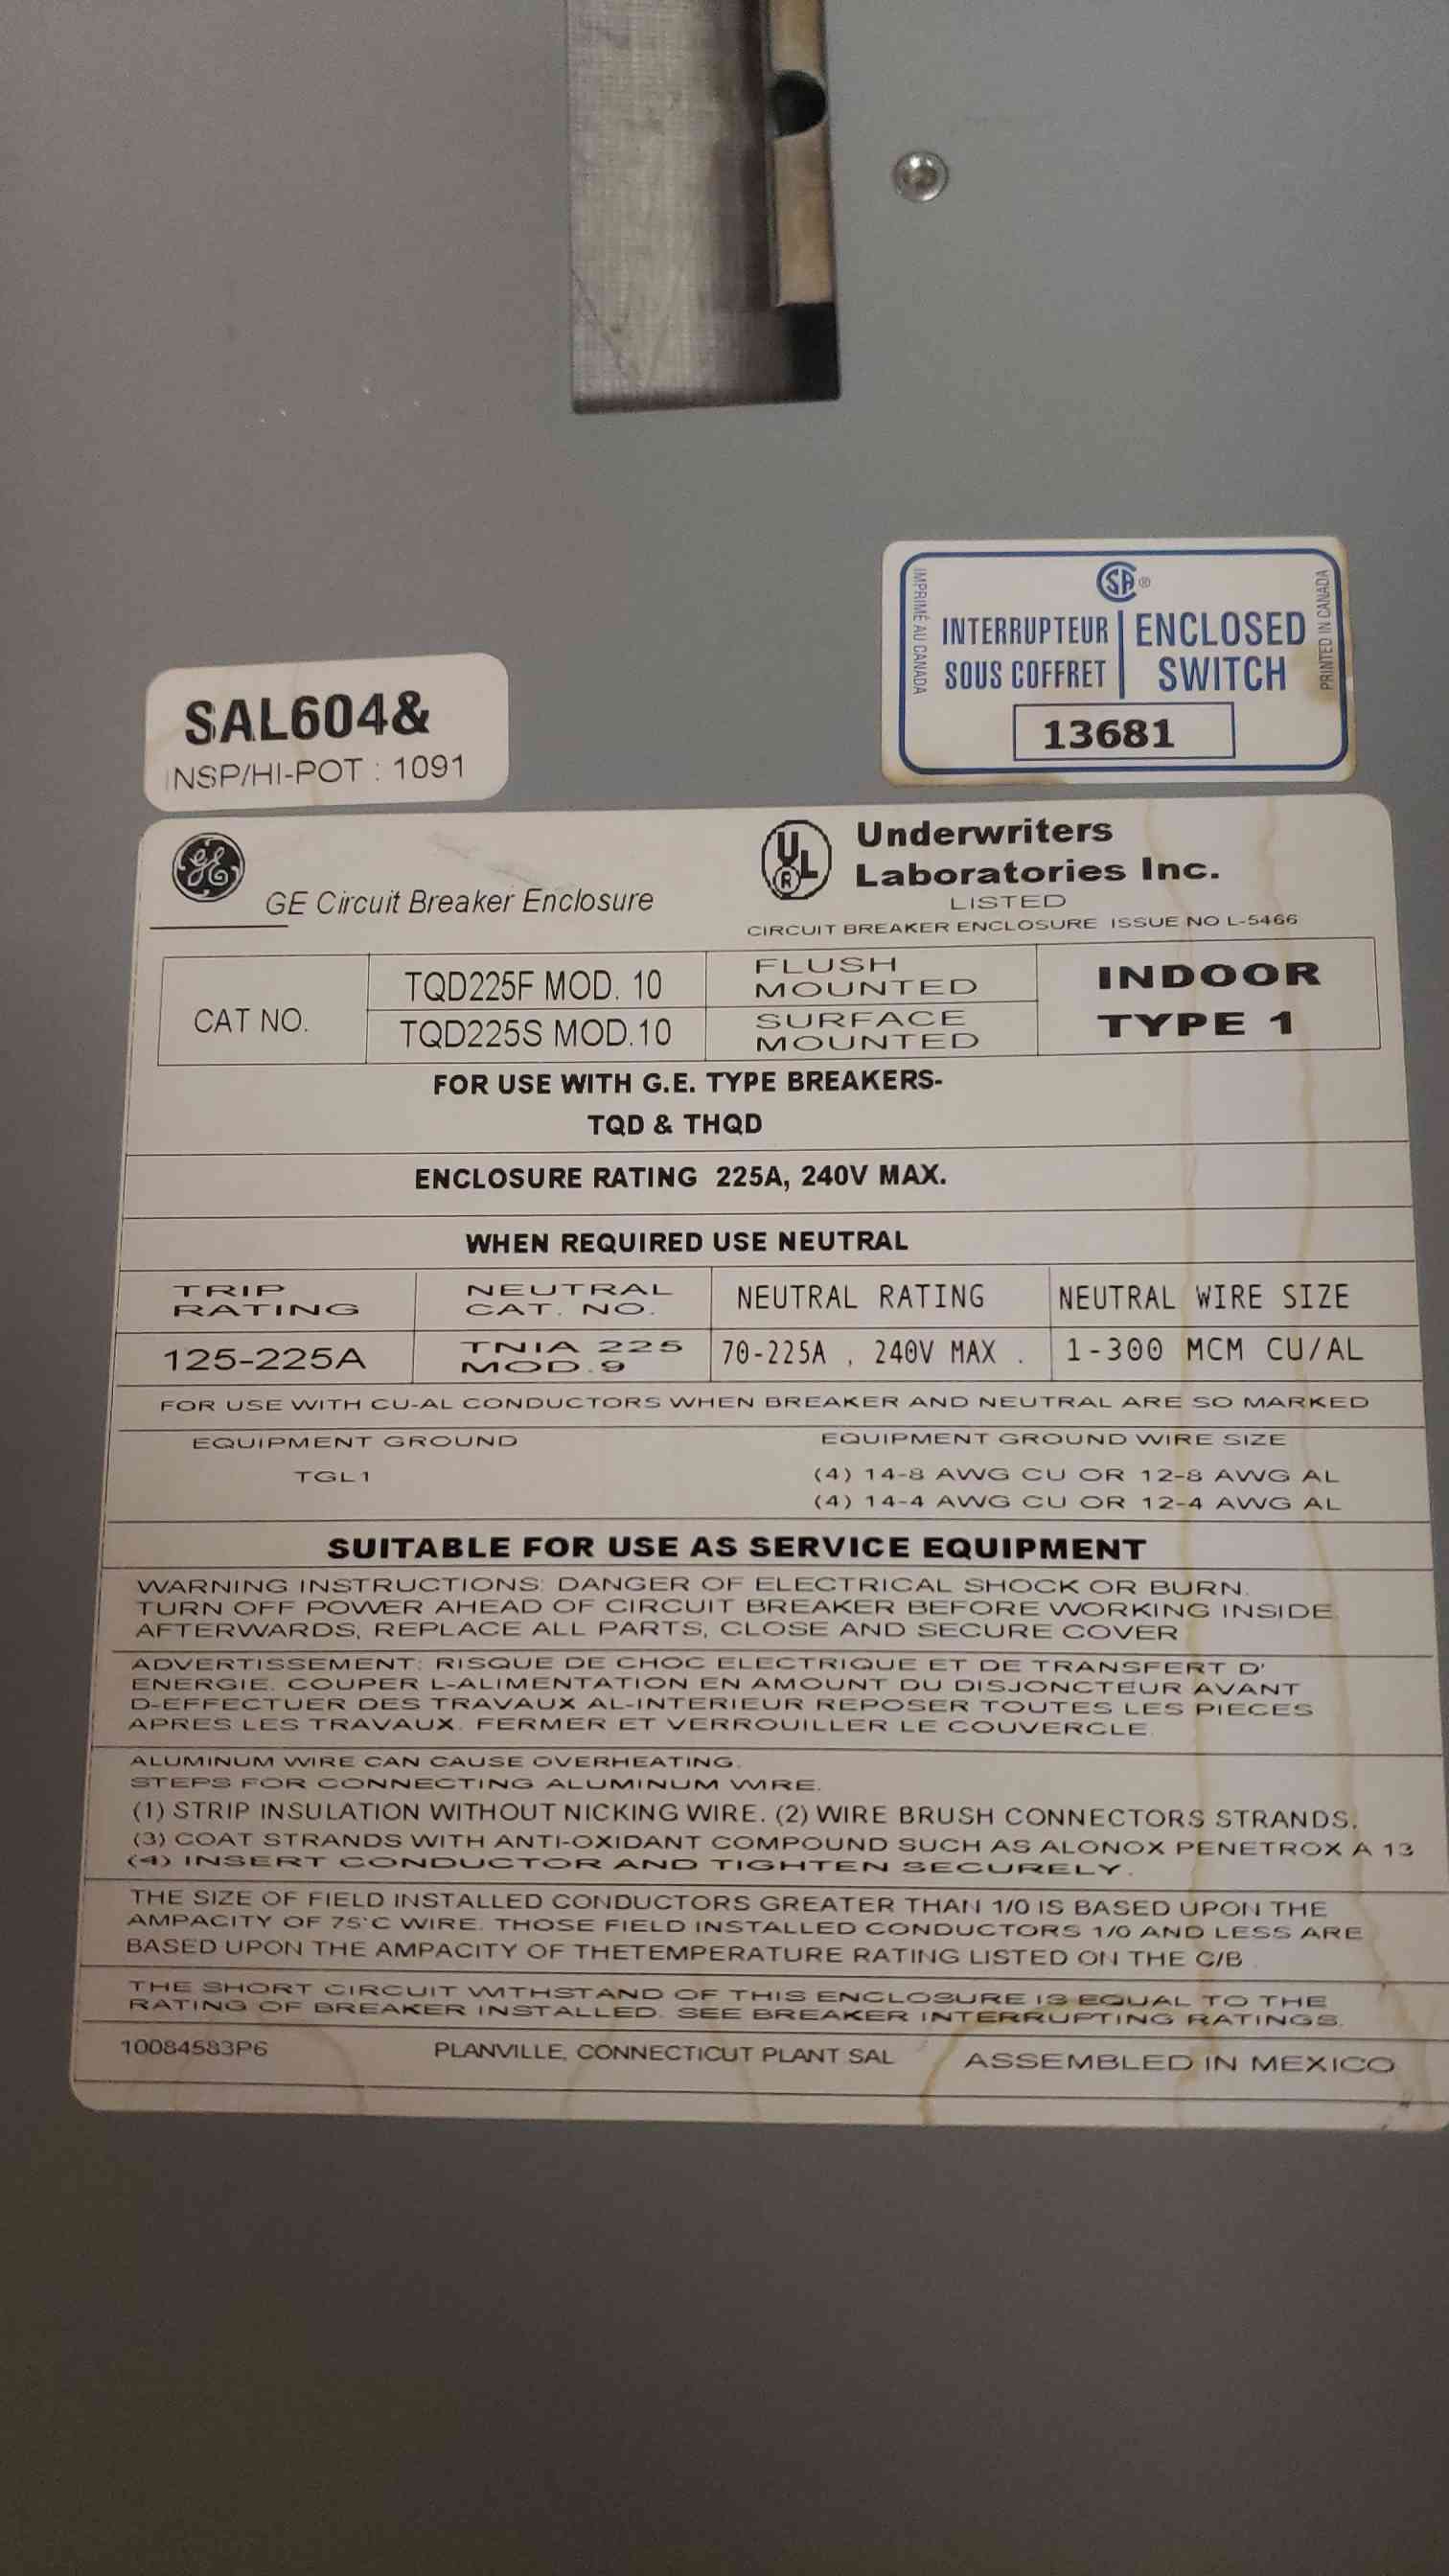 SA ®
IMPRIMÉ AU CANADA
INTERRUPTEUR ENCLOSED
SOUS COFFRET SWITCH
PRINTED IN CANADA
13681
SAL604&
INSP/HI-POT : 1091
GE
GE Circuit Breaker Enclosure
UL ®
Underwriters
Laboratories Inc.
LISTED
CIRCUIT BREAKER ENCLOSURE ISSUE NO L-5466
CAT NO.
TQD225F MOD. 10
FLUSH
MOUNTED
TQD225S MOD.10
SURFACE
MOUNTED
INDOOR
TYPE 1
FOR USE WITH G.E. TYPE BREAKERS-
TQD & THQD
ENCLOSURE RATING 225A, 240V MAX.
WHEN REQUIRED USE NEUTRAL
TRIP
RATING
NEUTRAL
CAT. NO.
NEUTRAL RATING
NEUTRAL WIRE SIZE
125-225A
TNIA 225
MOD.9
70-225A , 240V MAX .
1-300 MCM CU/AL
FOR USE WITH CU-AL CONDUCTORS WHEN BREAKER AND NEUTRAL ARE SO MARKED
EQUIPMENT GROUND
EQUIPMENT GROUND WIRE SIZE
TGL1
(4) 14-8 AWG CU OR 12-8 AWG AL
(4) 14-4 AWG CU OR 12-4 AWG AL
SUITABLE FOR USE AS SERVICE EQUIPMENT
WARNING INSTRUCTIONS: DANGER OF ELECTRICAL SHOCK OR BURN.
TURN OFF POWER AHEAD OF CIRCUIT BREAKER BEFORE WORKING INSIDE
AFTERWARDS, REPLACE ALL PARTS, CLOSE AND SECURE COVER
ADVERTISSEMENT: RISQUE DE CHOC ELECTRIQUE ET DE TRANSFERT D'
ENERGIE. COUPER L-ALIMENTATION EN AMOUNT DU DISJONCTEUR AVANT
D-EFFECTUER DES TRAVAUX AL-INTERIEUR REPOSER TOUTES LES PIECES
APRES LES TRAVAUX. FERMER ET VERROUILLER LE COUVERCLE
ALUMINUM WIRE CAN CAUSE OVERHEATING.
STEPS FOR CONNECTING ALUMINUM WIRE.
(1) STRIP INSULATION WITHOUT NICKING WIRE. (2) WIRE BRUSH CONNECTORS STRANDS.
(3) COAT STRANDS WITH ANTI-OXIDANT COMPOUND SUCH AS ALONOX PENETROX A 13
(4) INSERT CONDUCTOR AND TIGHTEN SECURELY.
THE SIZE OF FIELD INSTALLED CONDUCTORS GREATER THAN 1/0 IS BASED UPON THE
AMPACITY OF 75°C WIRE. THOSE FIELD INSTALLED CONDUCTORS 1/0 AND LESS ARE
BASED UPON THE AMPACITY OF THETEMPERATURE RATING LISTED ON THE C/B
THE SHORT CIRCUIT WITHSTAND OF THIS ENCLOSURE IS EQUAL TO THE
RATING OF BREAKER INSTALLED. SEE BREAKER INTERRUPTING RATINGS.
10084583P6
PLANVILLE, CONNECTICUT PLANT SAL
ASSEMBLED IN MEXICO